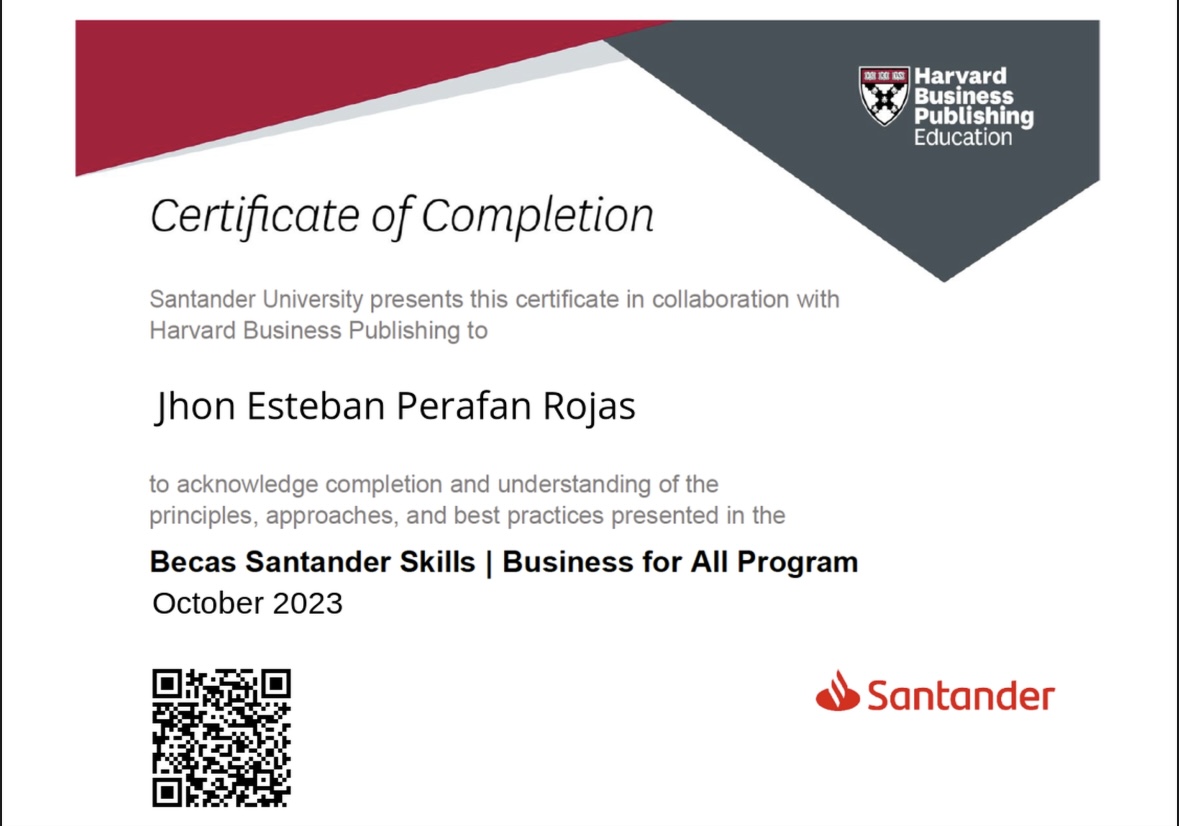 Harvard
Business
Publishing
Education
Certificate of Completion
Santander University presents this certificate in collaboration with
Harvard Business Publishing to
Jhon Esteban Perafan Rojas
to acknowledge completion and understanding of the
principles, approaches, and best practices presented in the
Becas Santander Skills | Business for All Program
October 2023
Santander